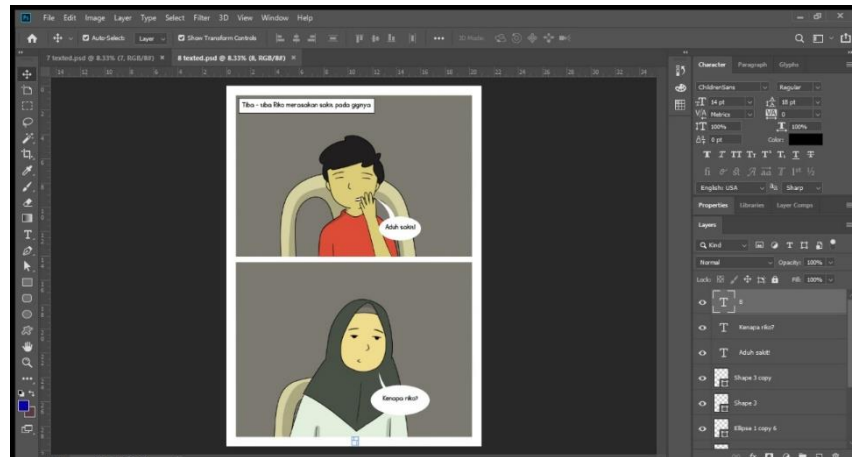 File Edit Image Layer Type Select Filter 3D View Window Help
Auto-Select: Layer Show Transform Controls 3D Mode:
7 texted.psd @ 8.33% (7, RGB/8#) × 8 texted.psd @ 8.33% (8, RGB/8#) ×
Tiba - tiba Riko merasakan sakit pada giginya
Aduh sakit!
Kenapa riko?
Character Paragraph Glyphs
ChildrenSans Regular
14 pt 18 pt
Metrics 0
100% 100%
0 pt Color:
English: USA Sharp
Properties Libraries Layer Comps
Layers
Kind
Normal Opacity: 100%
Lock: Fill: 100%
8
Kenapa riko?
Aduh sakit!
Shape 3 copy
Shape 3
Ellipse 1 copy 6